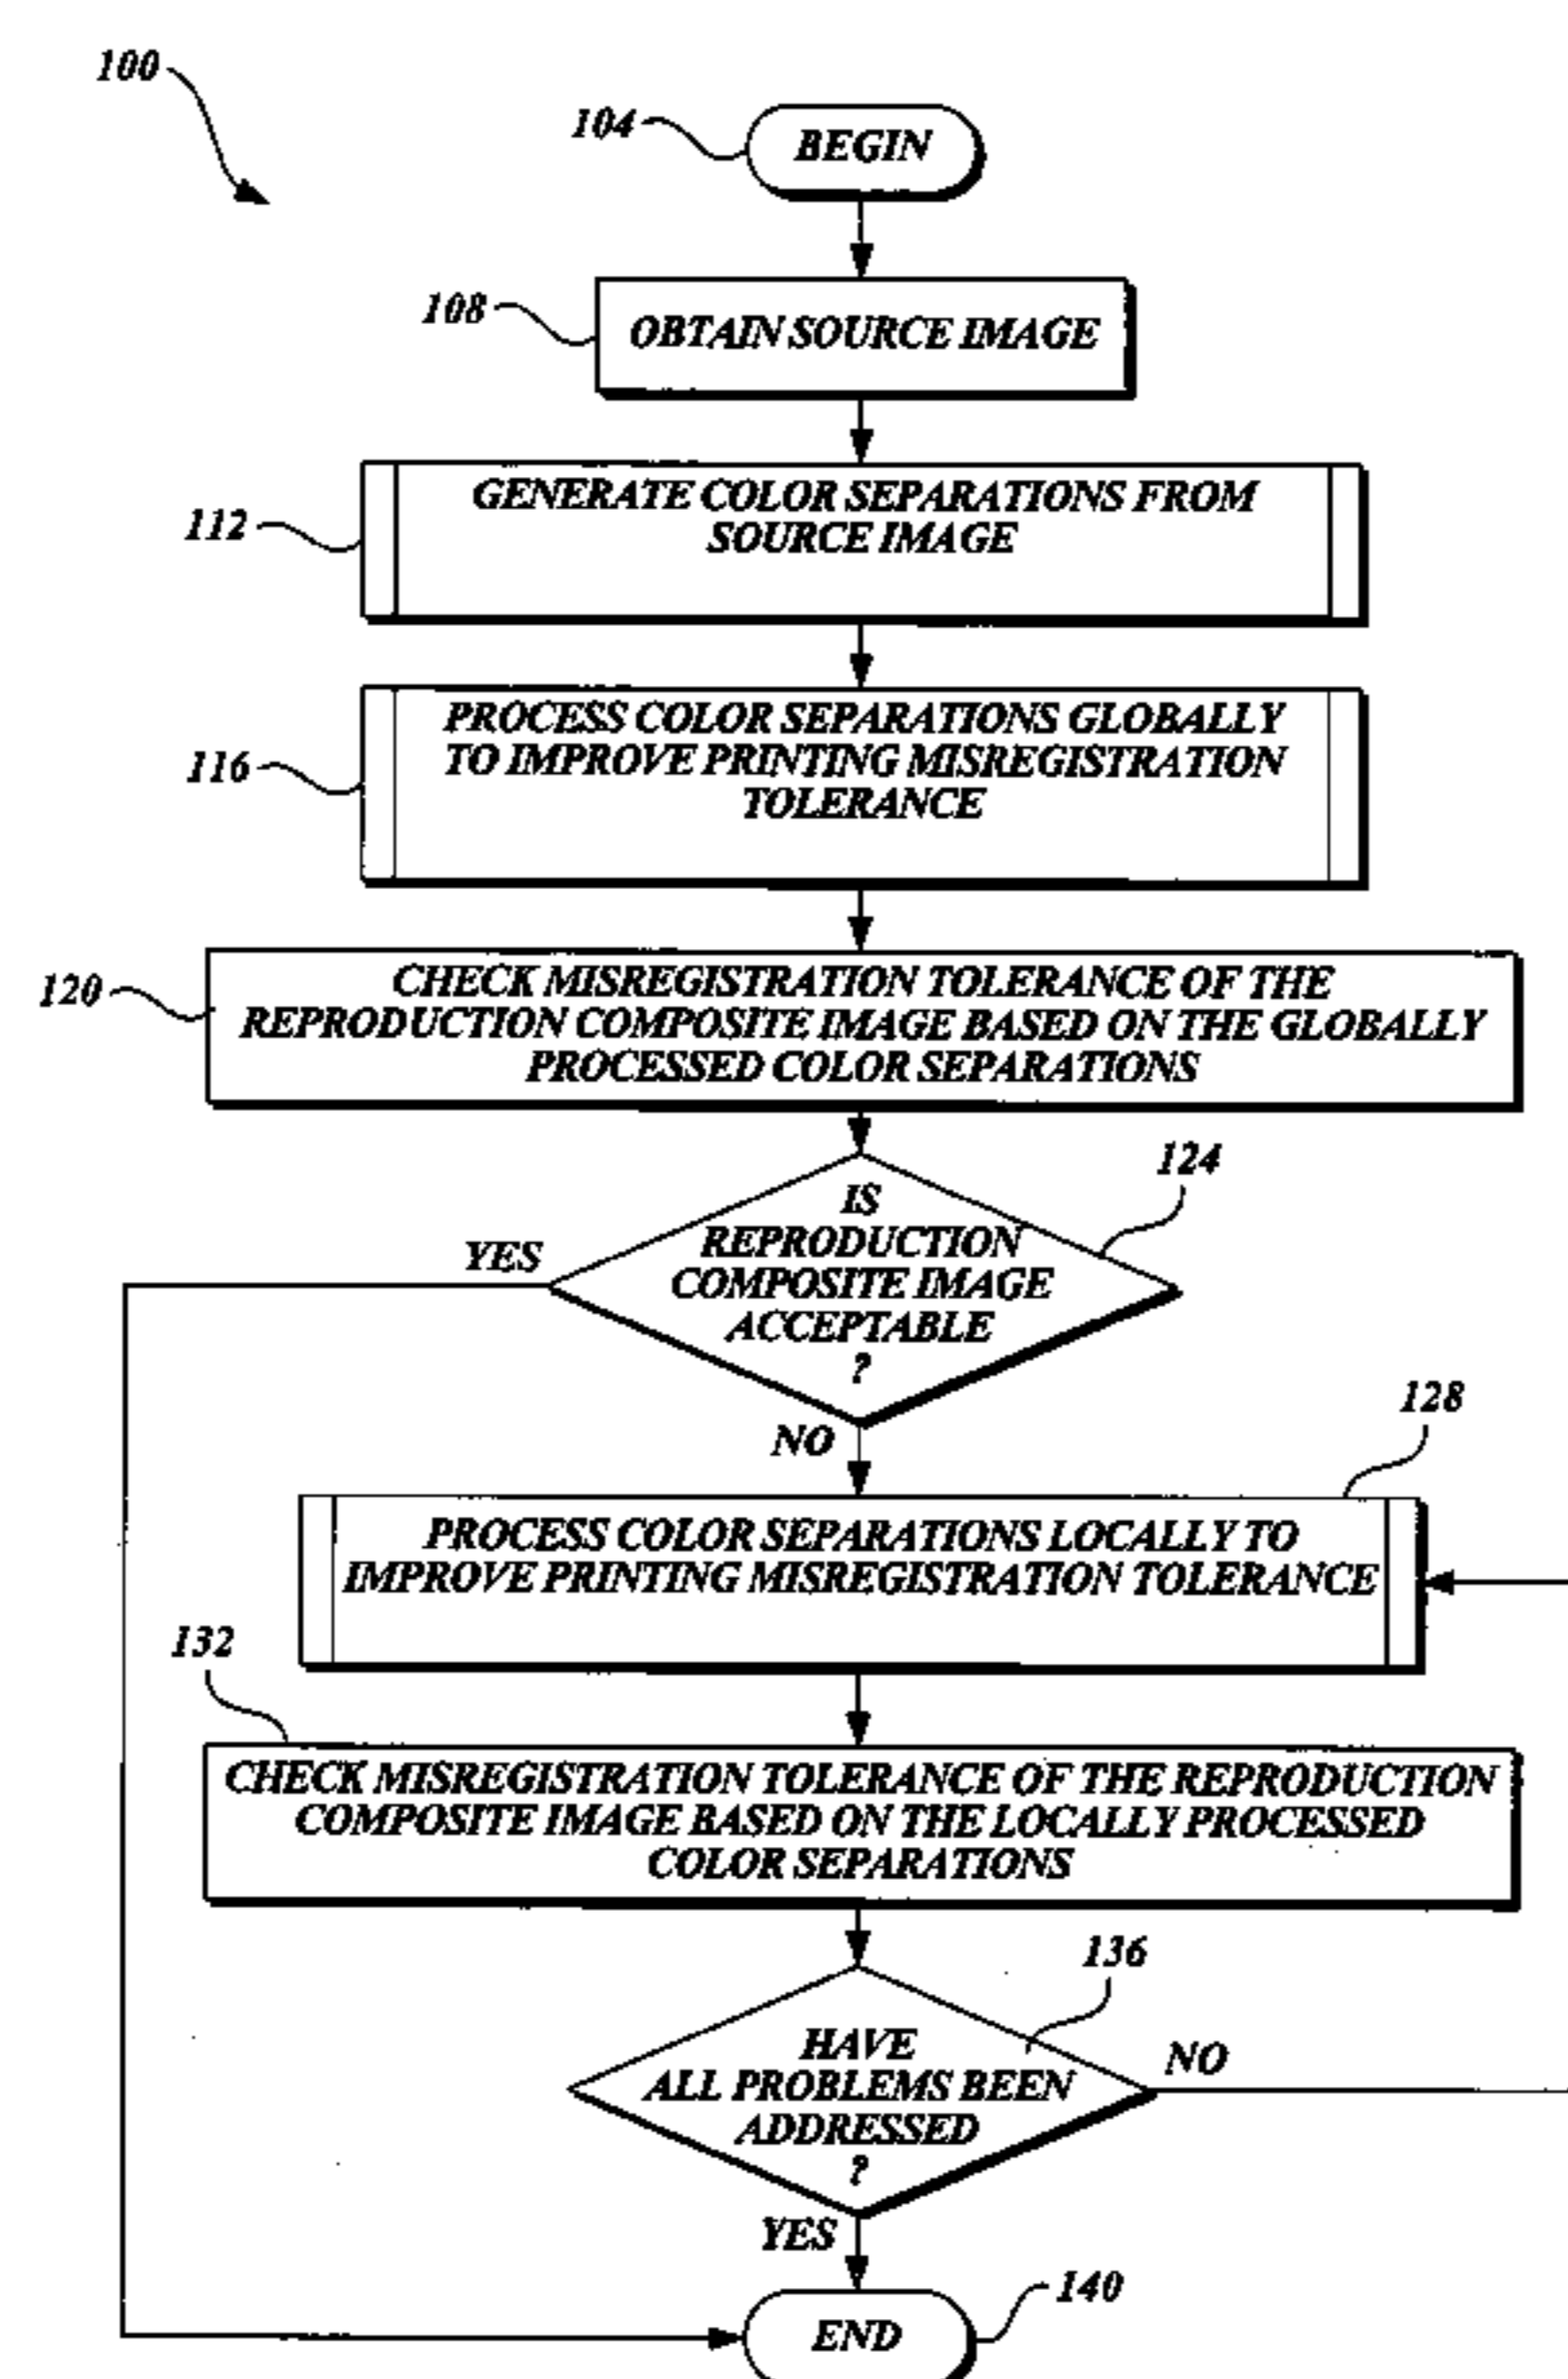 100
104
BEGIN
108
OBTAIN SOURCE IMAGE
112
GENERATE COLOR SEPARATIONS FROM
SOURCE IMAGE
116
PROCESS COLOR SEPARATIONS GLOBALLY
TO IMPROVE PRINTING MISREGISTRATION
TOLERANCE
120
CHECK MISREGISTRATION TOLERANCE OF THE
REPRODUCTION COMPOSITE IMAGE BASED ON THE GLOBALLY
PROCESSED COLOR SEPARATIONS
124
IS
REPRODUCTION
COMPOSITE IMAGE
ACCEPTABLE
?
YES
NO
128
PROCESS COLOR SEPARATIONS LOCALLY TO
IMPROVE PRINTING MISREGISTRATION TOLERANCE
132
CHECK MISREGISTRATION TOLERANCE OF THE REPRODUCTION
COMPOSITE IMAGE BASED ON THE LOCALLY PROCESSED
COLOR SEPARATIONS
136
HAVE
ALL PROBLEMS BEEN
ADDRESSED
?
NO
YES
140
END